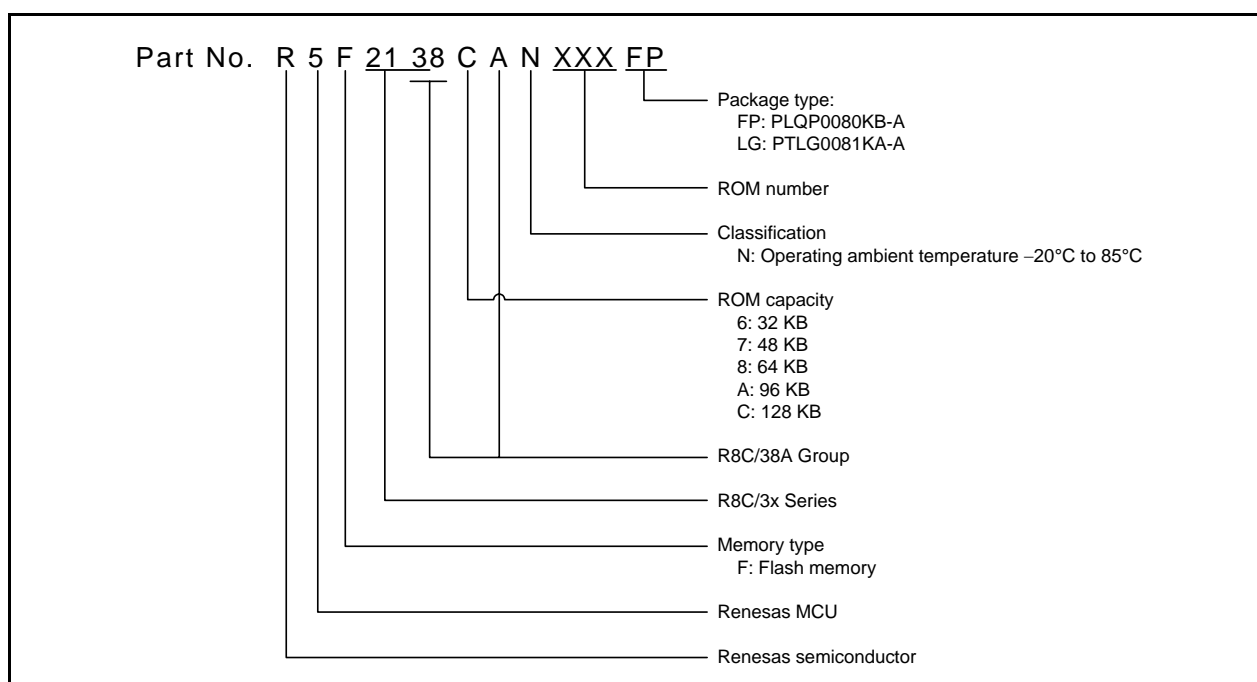 Part No. R 5 F 21 38 C A N XXX FP
Package type:
FP: PLQP0080KB-A
LG: PTLG0081KA-A
ROM number
Classification
N: Operating ambient temperature –20°C to 85°C
ROM capacity
6: 32 KB
7: 48 KB
8: 64 KB
A: 96 KB
C: 128 KB
R8C/38A Group
R8C/3x Series
Memory type
F: Flash memory
Renesas MCU
Renesas semiconductor